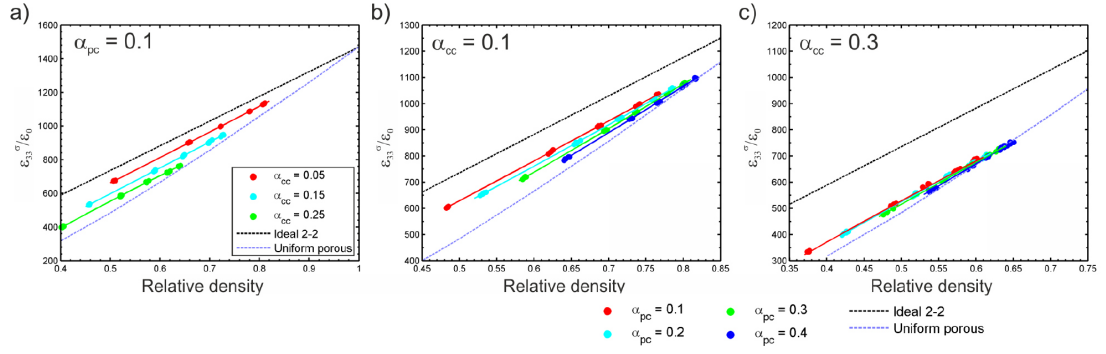 a)
α_pc = 0.1
ε₃₃^σ/ε₀
1600
1400
1200
1000
800
600
400
200
0.4
0.5
0.6
0.7
0.8
0.9
1
Relative density
α_cc = 0.05
α_cc = 0.15
α_cc = 0.25
Ideal 2-2
Uniform porous
b)
α_cc = 0.1
ε₃₃^σ/ε₀
1300
1200
1100
1000
900
800
700
600
500
400
0.45
0.5
0.55
0.6
0.65
0.7
0.75
0.8
0.85
Relative density
c)
α_cc = 0.3
ε₃₃^σ/ε₀
1200
1100
1000
900
800
700
600
500
400
300
0.35
0.4
0.45
0.5
0.55
0.6
0.65
0.7
0.75
Relative density
α_pc = 0.1
α_pc = 0.2
α_pc = 0.3
α_pc = 0.4
Ideal 2-2
Uniform porous